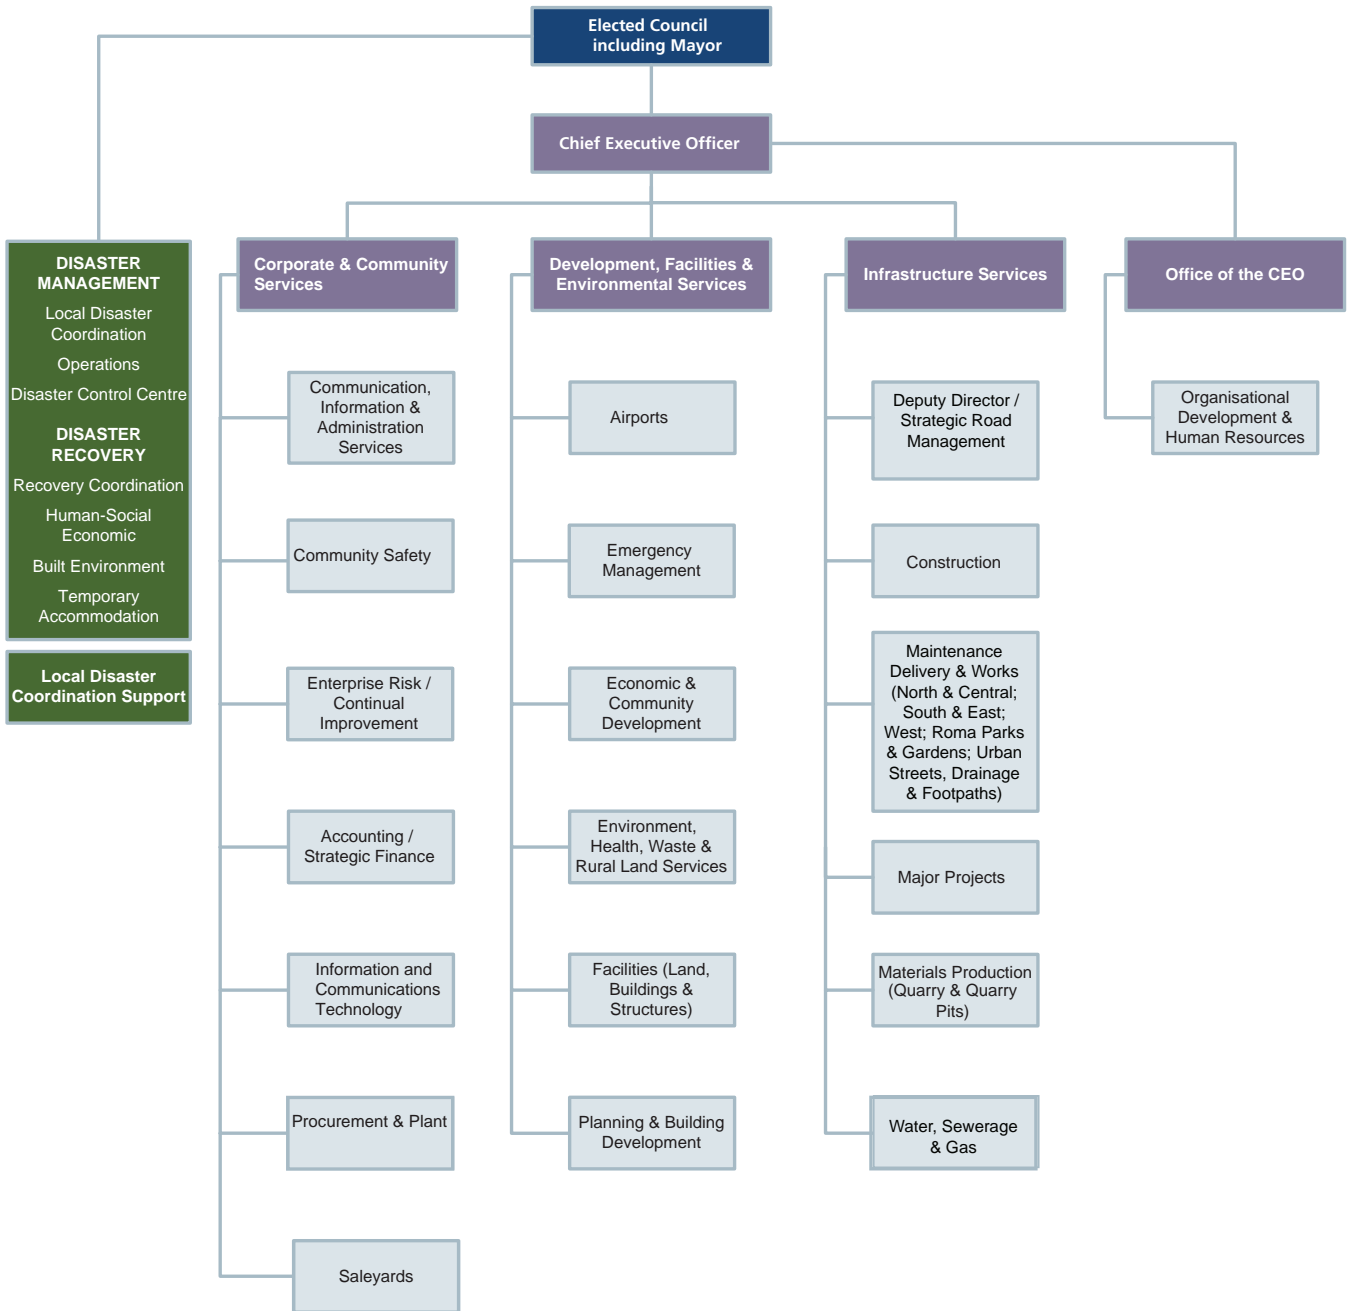 Elected Council
including Mayor
Chief Executive Officer
DISASTER
MANAGEMENT
Local Disaster
Coordination
Operations
Disaster Control Centre
DISASTER
RECOVERY
Recovery Coordination
Human-Social
Economic
Built Environment
Temporary
Accommodation
Local Disaster
Coordination Support
Corporate & Community
Services
Communication,
Information &
Administration
Services
Community Safety
Enterprise Risk /
Continual
Improvement
Accounting /
Strategic Finance
Information and
Communications
Technology
Procurement & Plant
Saleyards
Development, Facilities &
Environmental Services
Airports
Emergency
Management
Economic &
Community
Development
Environment,
Health, Waste &
Rural Land Services
Facilities (Land,
Buildings &
Structures)
Planning & Building
Development
Infrastructure Services
Deputy Director /
Strategic Road
Management
Construction
Maintenance
Delivery & Works
(North & Central;
South & East;
West; Roma Parks
& Gardens; Urban
Streets, Drainage
& Footpaths)
Major Projects
Materials Production
(Quarry & Quarry
Pits)
Water, Sewerage
& Gas
Office of the CEO
Organisational
Development &
Human Resources